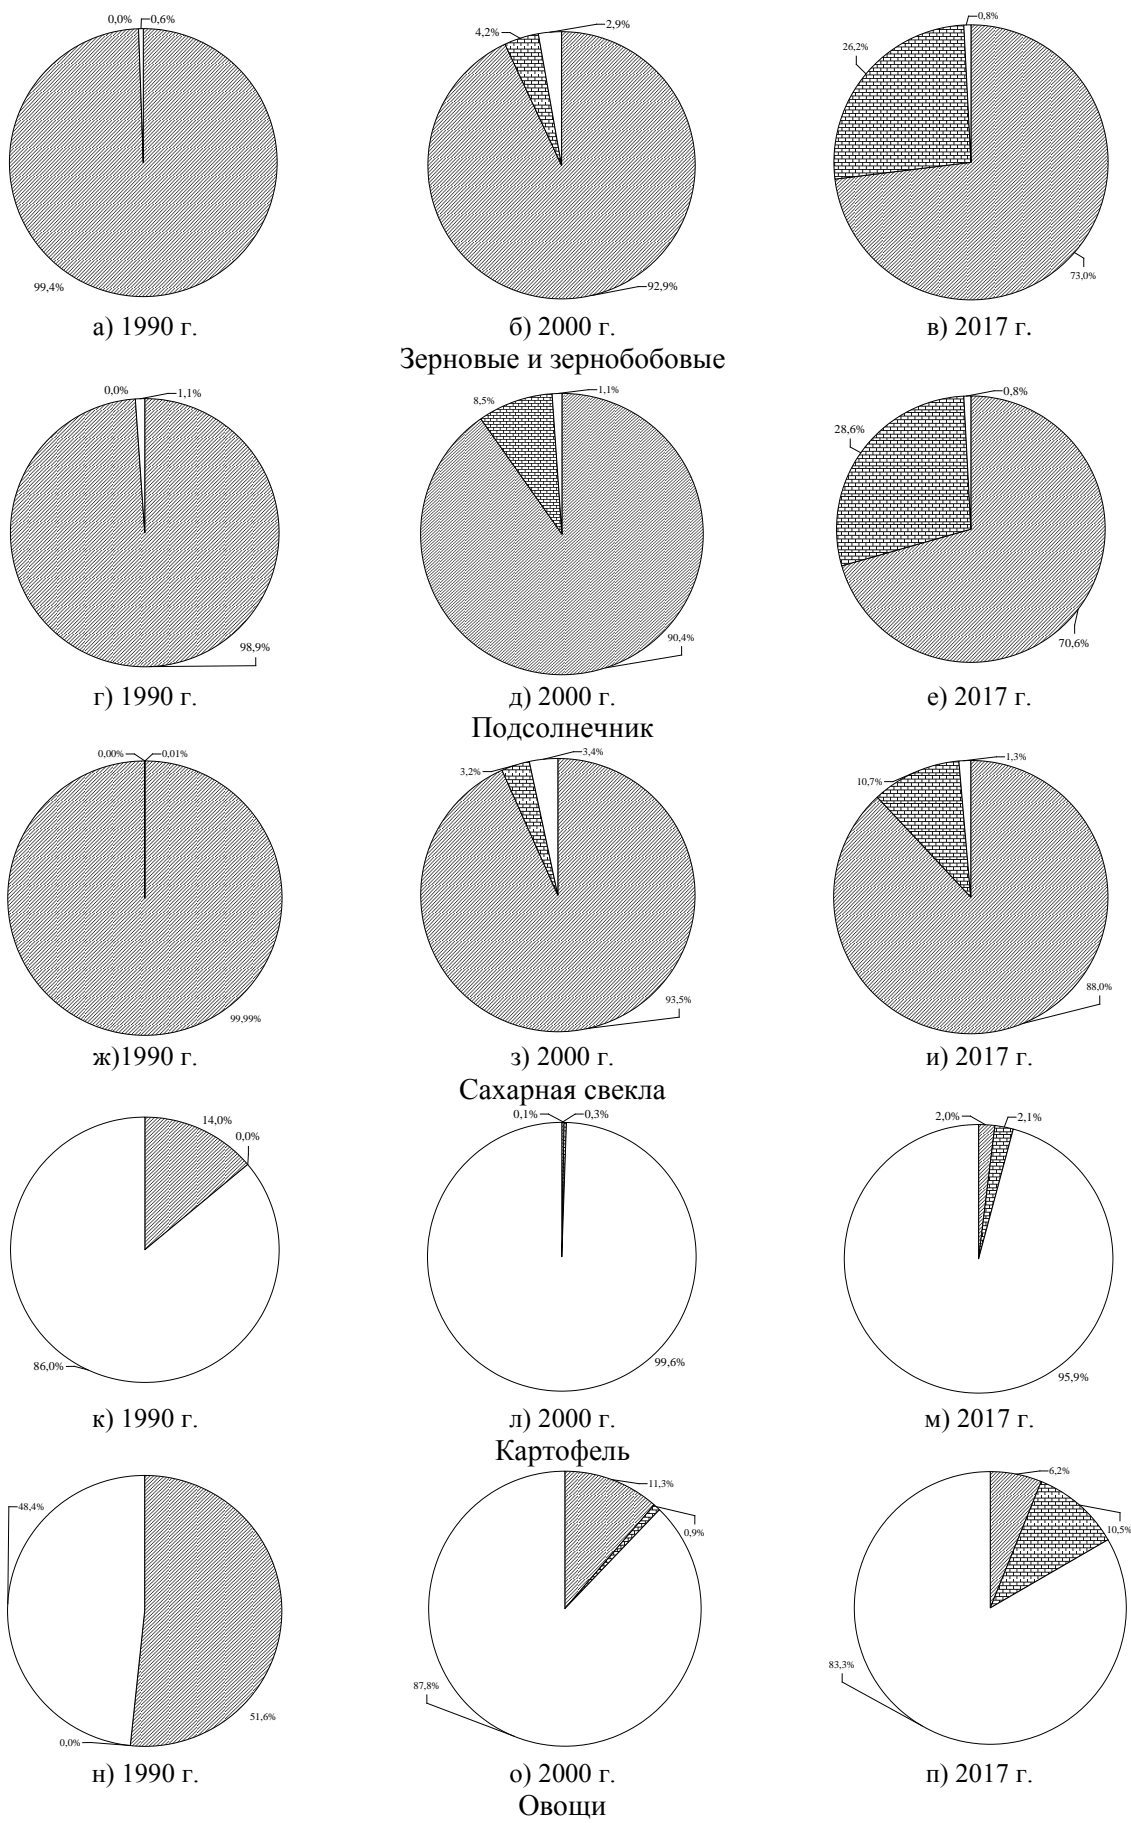 0,0% 0,6%
99,4%
а) 1990 г.
4,2% 2,9%
92,9%
б) 2000 г.
0,8%
26,2%
73,0%
в) 2017 г.
Зерновые и зернобобовые
0,0% 1,1%
98,9%
г) 1990 г.
8,5% 1,1%
90,4%
д) 2000 г.
0,8%
28,6%
70,6%
е) 2017 г.
Подсолнечник
0,00% 0,01%
99,99%
ж)1990 г.
3,2% 3,4%
93,5%
з) 2000 г.
10,7% 1,3%
88,0%
и) 2017 г.
Сахарная свекла
14,0%
0,0%
86,0%
к) 1990 г.
0,1% 0,3%
99,6%
л) 2000 г.
2,0% 2,1%
95,9%
м) 2017 г.
Картофель
48,4%
51,6%
0,0%
н) 1990 г.
11,3%
0,9%
87,8%
о) 2000 г.
6,2%
10,5%
83,3%
п) 2017 г.
Овощи